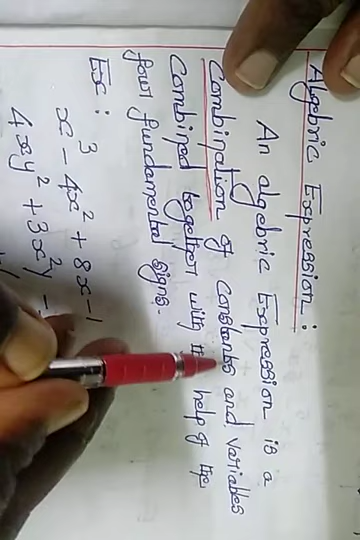 Algebric Expression :
An algebric Expression is a
Combination of constants and variables
Combined together with the help of the
four fundamental signs.
Ex : x³ - 4x² + 8x - 1
4xy² + 3x²y -